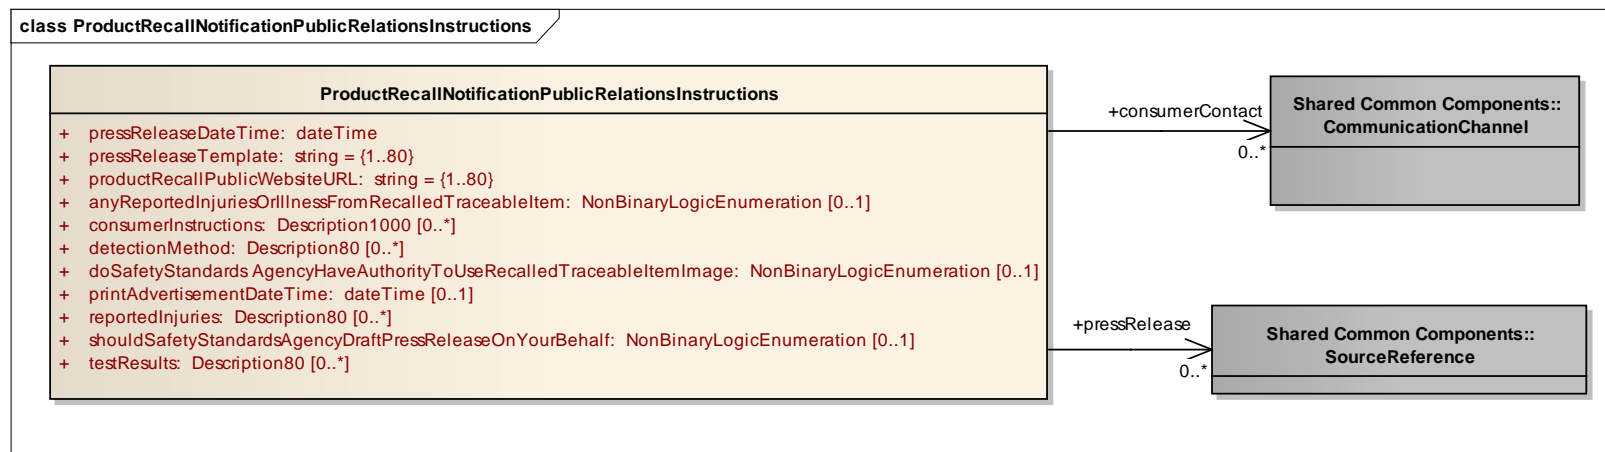 class ProductRecallNotificationPublicRelationsInstructions
ProductRecallNotificationPublicRelationsInstructions
+ pressReleaseDateTime: dateTime
+ pressReleaseTemplate: string = {1..80}
+ productRecallPublicWebsiteURL: string = {1..80}
+ anyReportedInjuriesOrIllnessFromRecalledTraceableItem: NonBinaryLogicEnumeration [0..1]
+ consumerInstructions: Description1000 [0..*]
+ detectionMethod: Description80 [0..*]
+ doSafetyStandards AgencyHaveAuthorityToUseRecalledTraceableItemImage: NonBinaryLogicEnumeration [0..1]
+ printAdvertisementDateTime: dateTime [0..1]
+ reportedInjuries: Description80 [0..*]
+ shouldSafetyStandardsAgencyDraftPressReleaseOnYourBehalf: NonBinaryLogicEnumeration [0..1]
+ testResults: Description80 [0..*]
+consumerContact
0..*
Shared Common Components::
CommunicationChannel
+pressRelease
0..*
Shared Common Components::
SourceReference